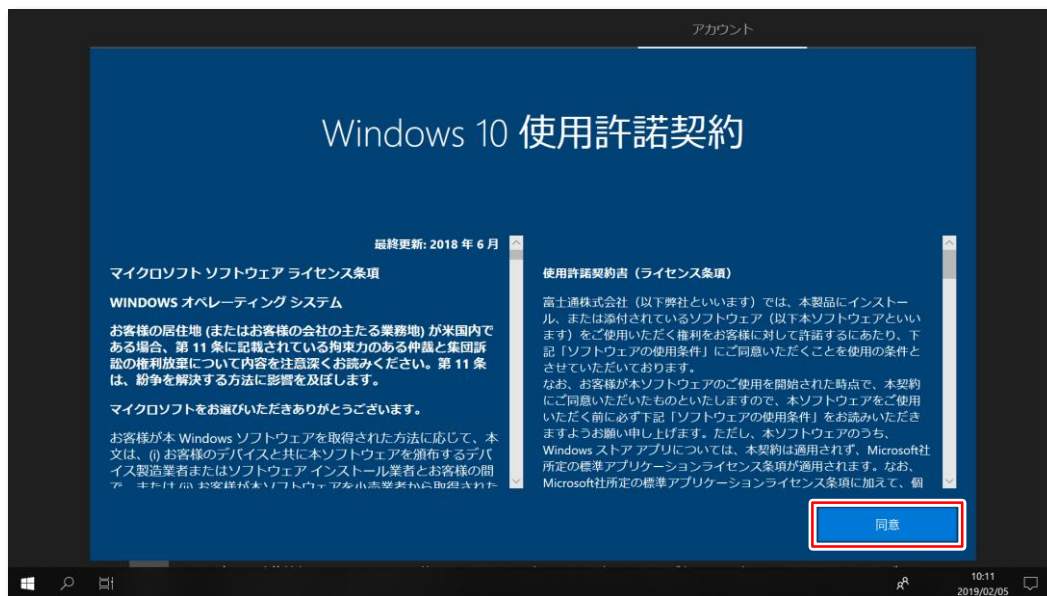 アカウント
Windows 10 使用許諾契約
最終更新: 2018 年 6 月
マイクロソフト ソフトウェア ライセンス条項
WINDOWS オペレーティング システム
お客様の居住地 (またはお客様の会社の主たる業務地) が米国内で
ある場合、第 11 条に記載されている拘束力のある仲裁と集団訴
訟の権利放棄について内容を注意深くお読みください。第 11 条
は、紛争を解決する方法に影響を及ぼします。
マイクロソフトをお選びいただきありがとうございます。
お客様が本 Windows ソフトウェアを取得された方法に応じて、本
文は、(i) お客様のデバイスと共に本ソフトウェアを頒布するデバ
イス製造業者またはソフトウェア インストール業者とお客様の間
で、または (ii) お客様が本ソフトウェアを小売業者から取得された
使用許諾契約書（ライセンス条項）
富士通株式会社（以下弊社といいます）では、本製品にインストー
ル、または添付されているソフトウェア（以下本ソフトウェアといい
ます）をご使用いただく権利をお客様に対して許諾するにあたり、下
記「ソフトウェアの使用条件」にご同意いただくことを使用の条件と
させていただいております。
なお、お客様が本ソフトウェアのご使用を開始された時点で、本契約
にご同意いただいたものといたしますので、本ソフトウェアをご使用
いただく前に必ず下記「ソフトウェアの使用条件」をお読みいただき
ますようお願い申し上げます。ただし、本ソフトウェアのうち、
Windows ストア アプリについては、本契約は適用されず、Microsoft社
所定の標準アプリケーションライセンス条項が適用されます。なお、
Microsoft社所定の標準アプリケーションライセンス条項に加えて、個
同意
10:11
2019/02/05